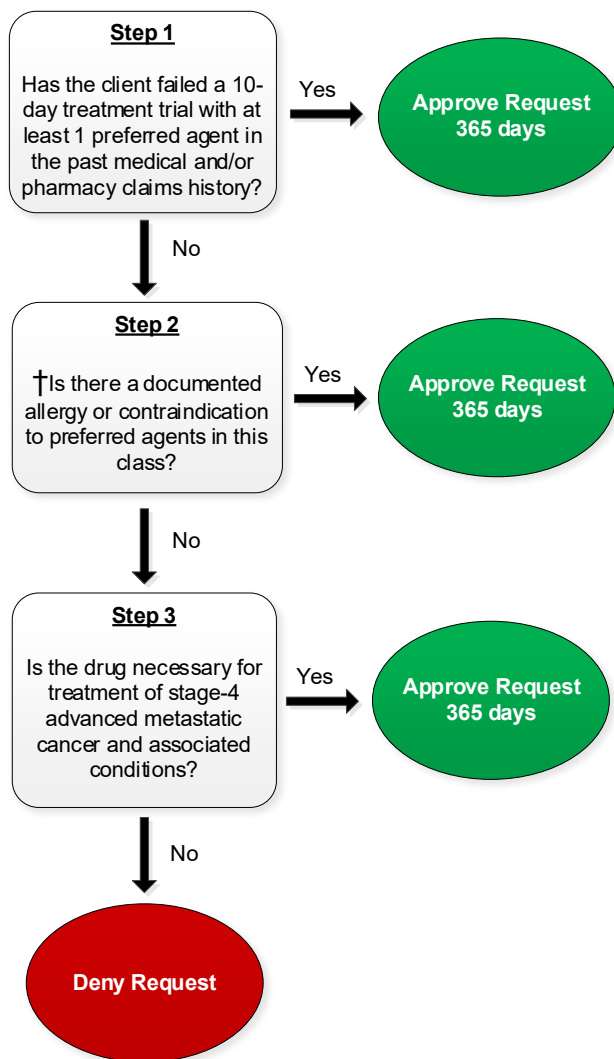 Step 1
Has the client failed a 10-
day treatment trial with at
least 1 preferred agent in
the past medical and/or
pharmacy claims history?
Yes
Approve Request
365 days
No
Step 2
†Is there a documented
allergy or contraindication
to preferred agents in this
class?
Yes
Approve Request
365 days
No
Step 3
Is the drug necessary for
treatment of stage-4
advanced metastatic
cancer and associated
conditions?
Yes
Approve Request
365 days
No
Deny Request